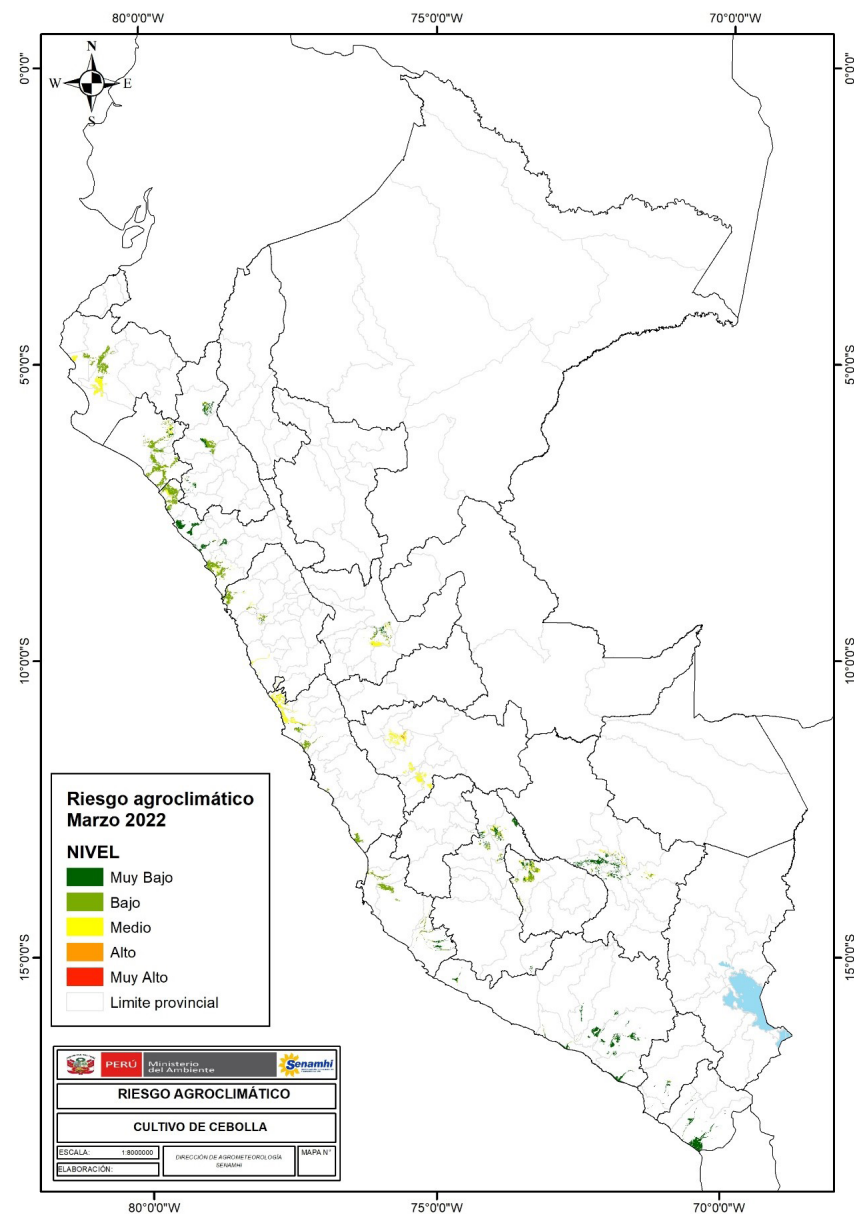 80°0'0"W 75°0'0"W 70°0'0"W
N
W E
S
0°0'0" 0°0'0"
5°0'0"S 5°0'0"S
10°0'0"S 10°0'0"S
15°0'0"S 15°0'0"S
Riesgo agroclimático
Marzo 2022
NIVEL
Muy Bajo
Bajo
Medio
Alto
Muy Alto
Limite provincial
PERÚ Ministerio
del Ambiente
Senamhi
RIESGO AGROCLIMÁTICO
CULTIVO DE CEBOLLA
ESCALA: 1:8000000
DIRECCIÓN DE AGROMETEOROLOGÍA
SENAMHI
MAPA N°
ELABORACIÓN:
80°0'0"W 75°0'0"W 70°0'0"W